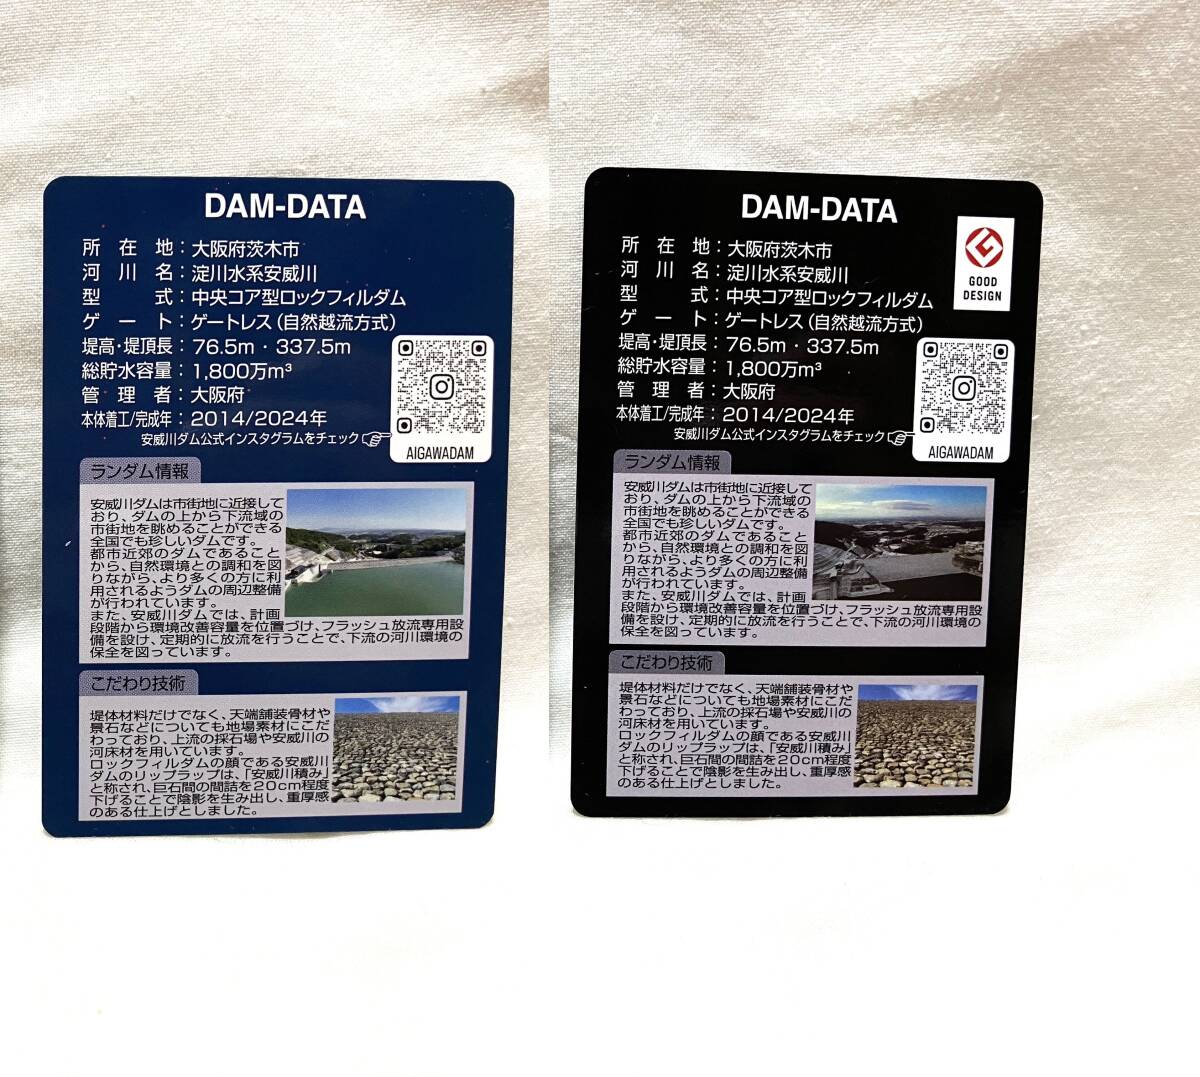 DAM-DATA
所在地：大阪府茨木市
河川名：淀川水系安威川
型式：中央コア型ロックフィルダム
ゲート：ゲートレス（自然越流方式）
堤高・堤頂長：76.5m・337.5m
総貯水容量：1,800万m³
管理者：大阪府
本体着工/完成年：2014/2024年
安威川ダム公式インスタグラムをチェック
AIGAWADAM
ランダム情報
安威川ダムは市街地に近接して
おり、ダムの上から下流域の
市街地を眺めることができる
全国でも珍しいダムです。
都市近郊のダムであること
から、自然環境との調和を図
りながら、より多くの方に利
用されるようダムの周辺整備
が行われています。
また、安威川ダムでは、計画
段階から環境改善容量を位置づけ、フラッシュ放流専用設
備を設け、定期的に放流を行うことで、下流の河川環境の
保全を図っています。
こだわり技術
堤体材料だけでなく、天端舗装骨材や
景石などについても地場素材にこだ
わっており、上流の採石場や安威川の
河床材を用いています。
ロックフィルダムの顔である安威川
ダムのリップラップは、「安威川積み」
と称され、巨石間の間詰を20cm程度
下げることで陰影を生み出し、重厚感
のある仕上げとしました。
DAM-DATA
GOOD
DESIGN
所在地：大阪府茨木市
河川名：淀川水系安威川
型式：中央コア型ロックフィルダム
ゲート：ゲートレス（自然越流方式）
堤高・堤頂長：76.5m・337.5m
総貯水容量：1,800万m³
管理者：大阪府
本体着工/完成年：2014/2024年
安威川ダム公式インスタグラムをチェック
AIGAWADAM
ランダム情報
安威川ダムは市街地に近接して
おり、ダムの上から下流域の
市街地を眺めることができる
全国でも珍しいダムです。
都市近郊のダムであること
から、自然環境との調和を図
りながら、より多くの方に利
用されるようダムの周辺整備
が行われています。
また、安威川ダムでは、計画
段階から環境改善容量を位置づけ、フラッシュ放流専用設
備を設け、定期的に放流を行うことで、下流の河川環境の
保全を図っています。
こだわり技術
堤体材料だけでなく、天端舗装骨材や
景石などについても地場素材にこだ
わっており、上流の採石場や安威川の
河床材を用いています。
ロックフィルダムの顔である安威川
ダムのリップラップは、「安威川積み」
と称され、巨石間の間詰を20cm程度
下げることで陰影を生み出し、重厚感
のある仕上げとしました。